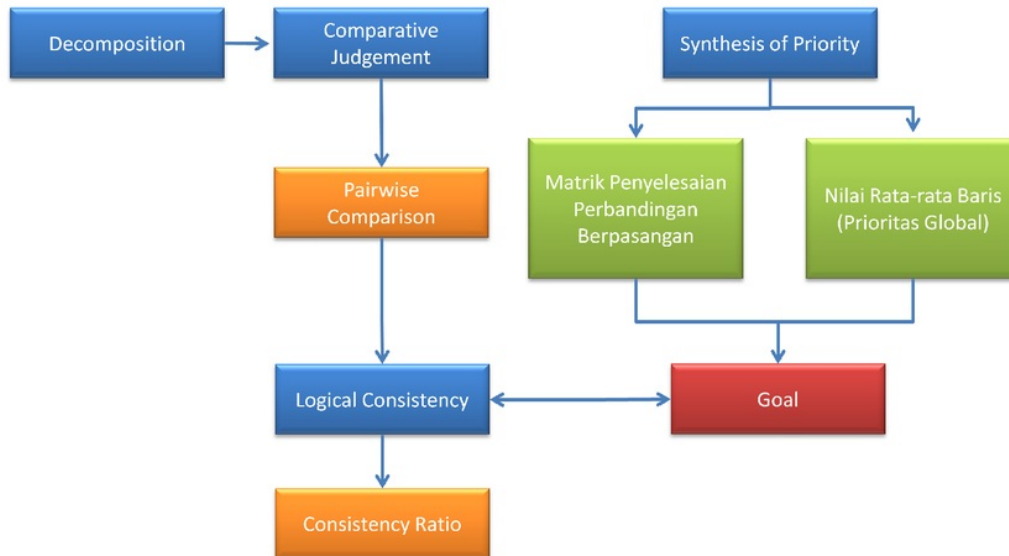 Decomposition
Comparative
Judgement
Synthesis of Priority
Pairwise
Comparison
Matrik Penyelesaian
Perbandingan
Berpasangan
Nilai Rata-rata Baris
(Prioritas Global)
Logical Consistency
Goal
Consistency Ratio